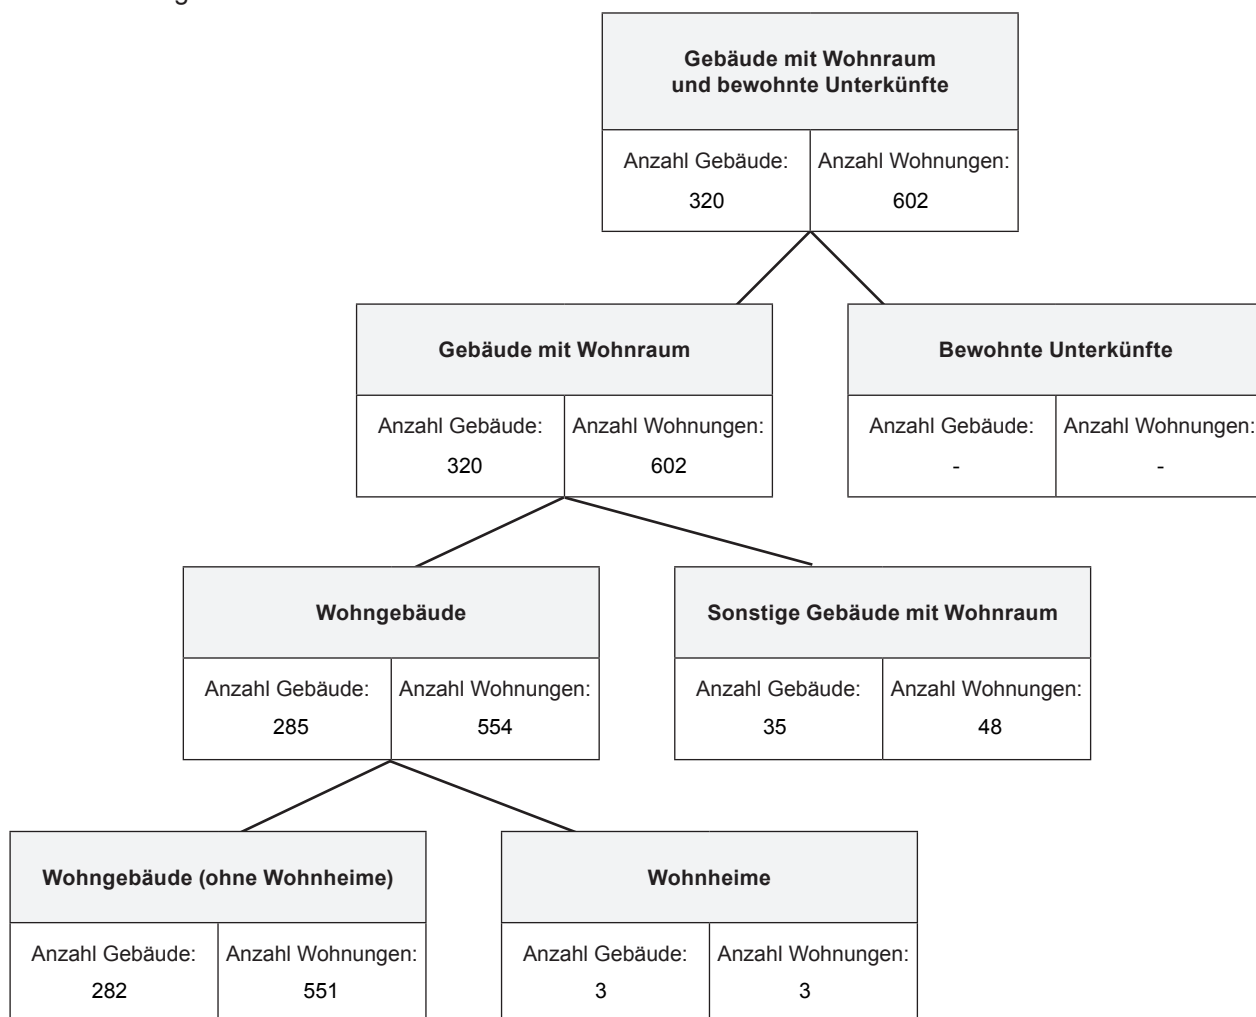 Gebäude mit Wohnraum
und bewohnte Unterkünfte
Anzahl Gebäude: Anzahl Wohnungen:
320 602
Gebäude mit Wohnraum
Anzahl Gebäude: Anzahl Wohnungen:
320 602
Bewohnte Unterkünfte
Anzahl Gebäude: Anzahl Wohnungen:
- -
Wohngebäude
Anzahl Gebäude: Anzahl Wohnungen:
285 554
Sonstige Gebäude mit Wohnraum
Anzahl Gebäude: Anzahl Wohnungen:
35 48
Wohngebäude (ohne Wohnheime)
Anzahl Gebäude: Anzahl Wohnungen:
282 551
Wohnheime
Anzahl Gebäude: Anzahl Wohnungen:
3 3